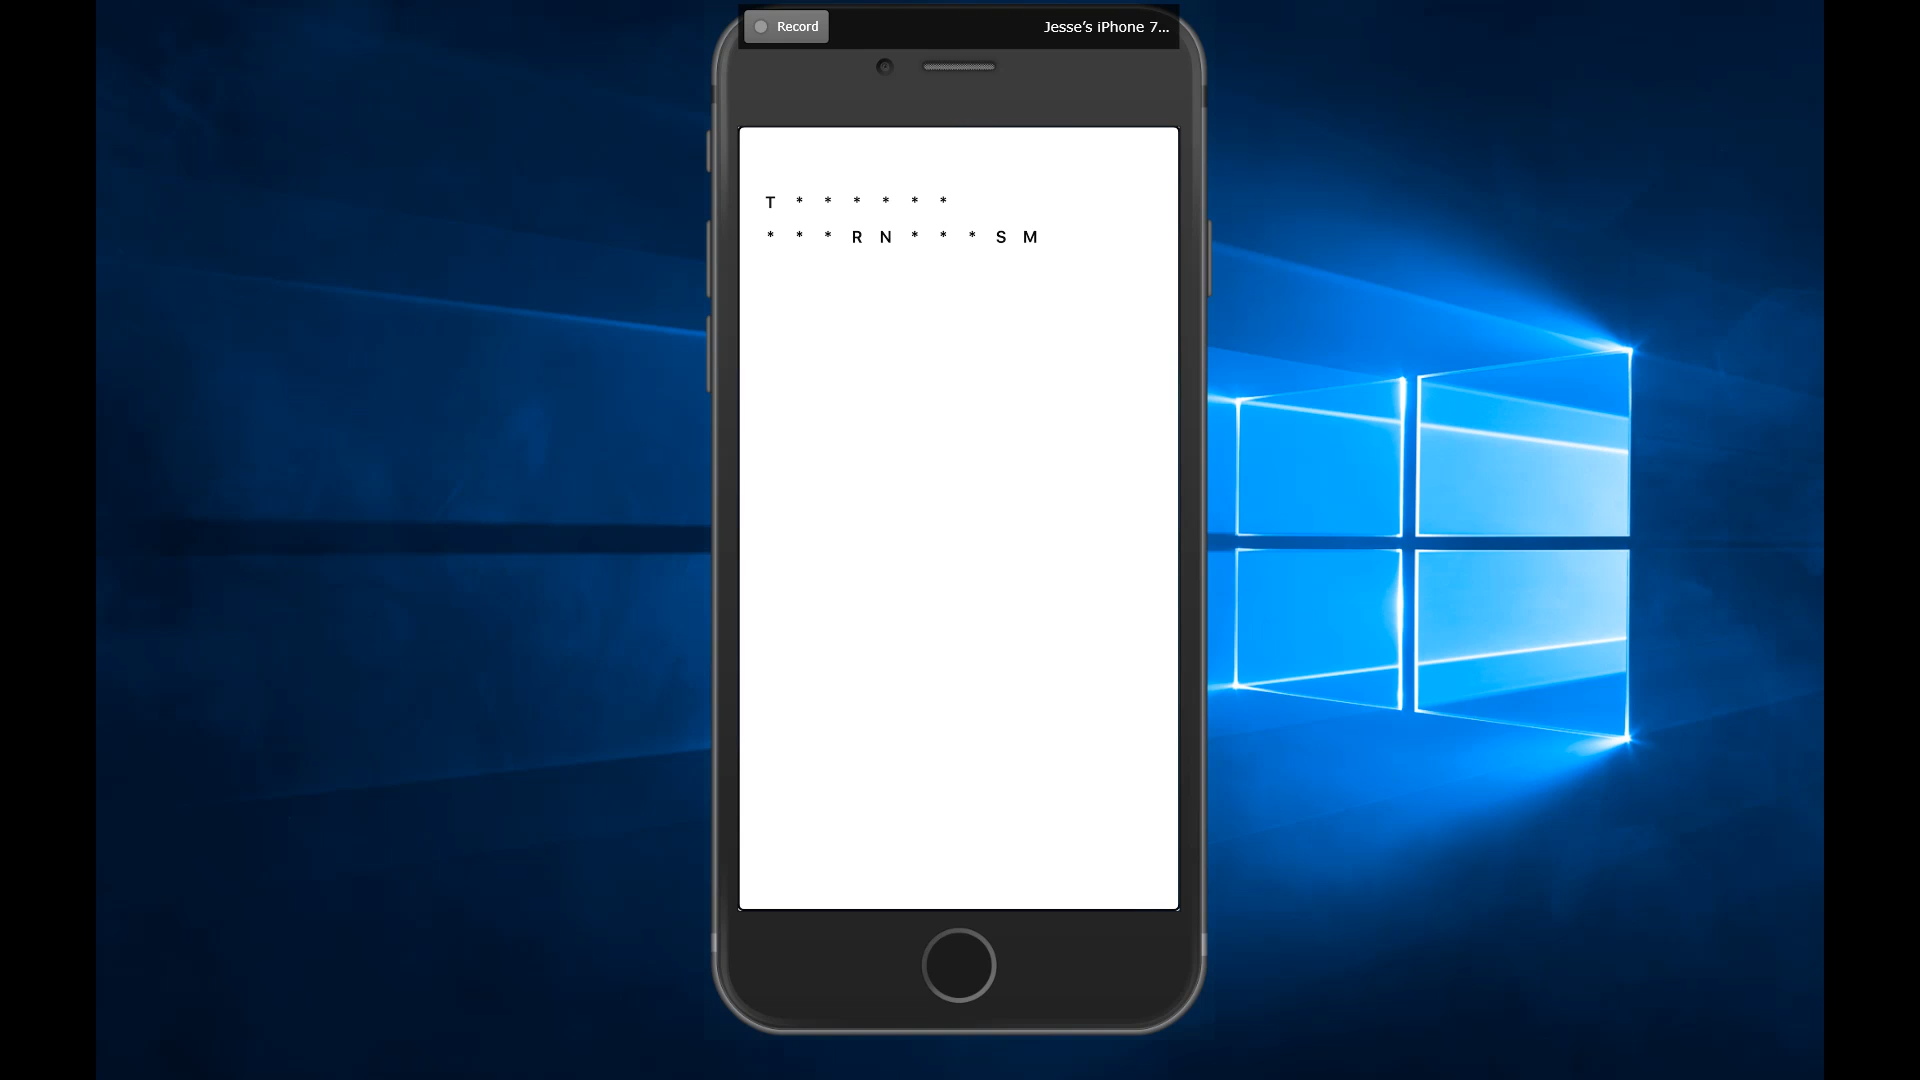 Record
Jesse’s iPhone 7...
T * * * * * *
* * * R N * * * S M